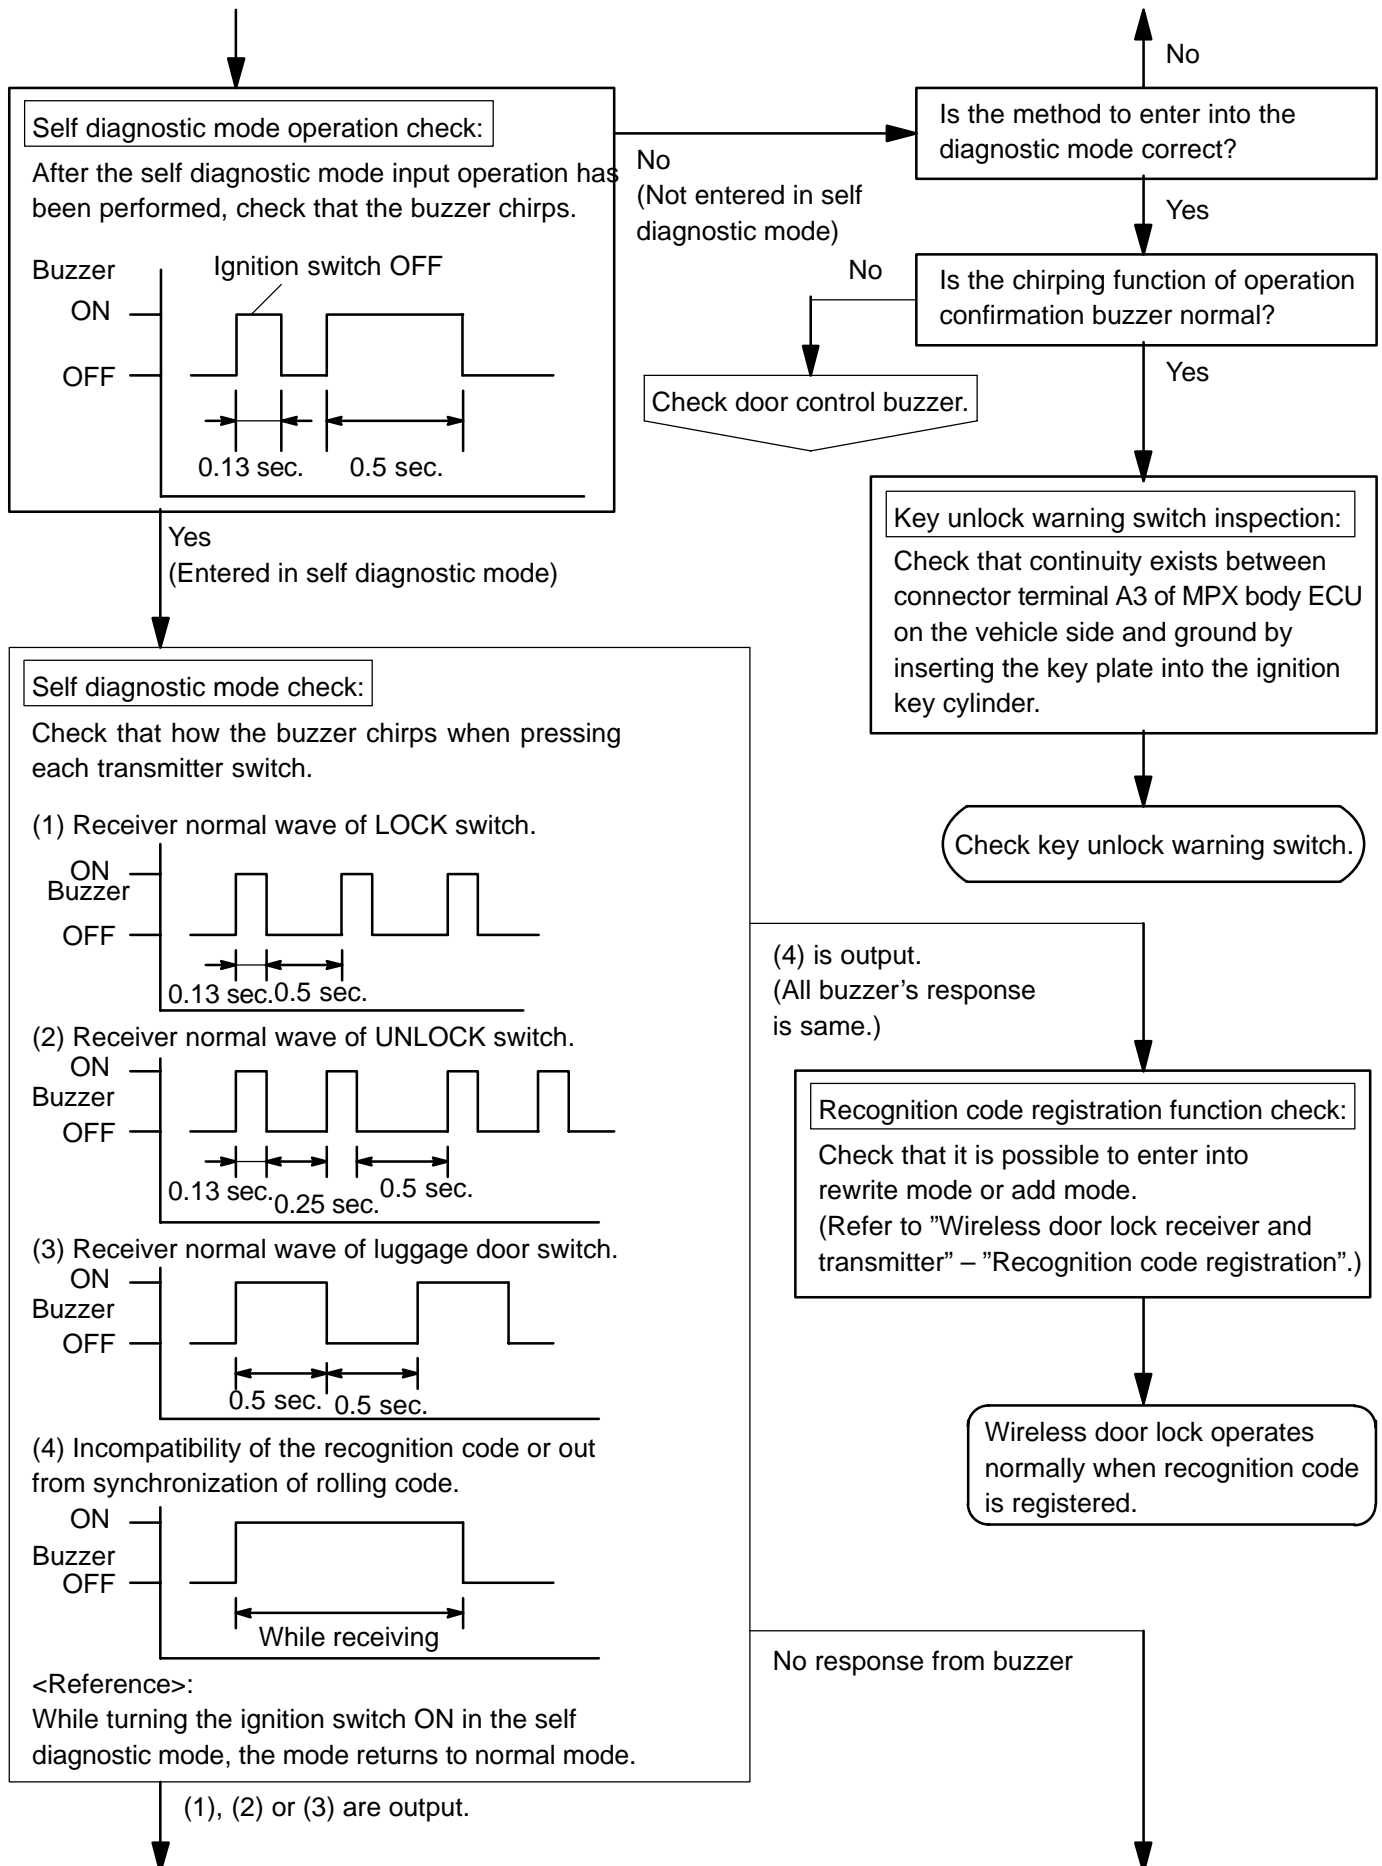 No
Self diagnostic mode operation check:
After the self diagnostic mode input operation has
been performed, check that the buzzer chirps.
Buzzer
Ignition switch OFF
ON
OFF
0.13 sec.
0.5 sec.
No
(Not entered in self
diagnostic mode)
Is the method to enter into the
diagnostic mode correct?
Yes
No
Is the chirping function of operation
confirmation buzzer normal?
Yes
Check door control buzzer.
Key unlock warning switch inspection:
Check that continuity exists between
connector terminal A3 of MPX body ECU
on the vehicle side and ground by
inserting the key plate into the ignition
key cylinder.
Check key unlock warning switch.
Yes
(Entered in self diagnostic mode)
Self diagnostic mode check:
Check that how the buzzer chirps when pressing
each transmitter switch.
(1) Receiver normal wave of LOCK switch.
ON
Buzzer
OFF
0.13 sec.
0.5 sec.
(2) Receiver normal wave of UNLOCK switch.
ON
Buzzer
OFF
0.13 sec.
0.25 sec.
0.5 sec.
(3) Receiver normal wave of luggage door switch.
ON
Buzzer
OFF
0.5 sec.
0.5 sec.
(4) Incompatibility of the recognition code or out
from synchronization of rolling code.
ON
Buzzer
OFF
While receiving
<Reference>:
While turning the ignition switch ON in the self
diagnostic mode, the mode returns to normal mode.
(1), (2) or (3) are output.
(4) is output.
(All buzzer’s response
is same.)
Recognition code registration function check:
Check that it is possible to enter into
rewrite mode or add mode.
(Refer to ”Wireless door lock receiver and
transmitter” – ”Recognition code registration”.)
Wireless door lock operates
normally when recognition code
is registered.
No response from buzzer